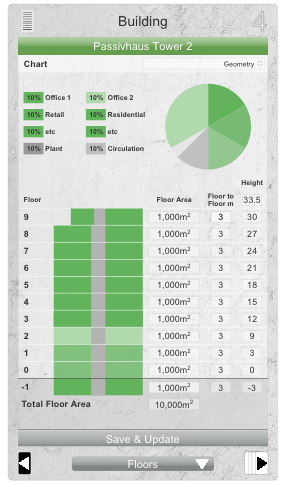 Building 4
Passivhaus Tower 2
Chart Geometry
10% Office 1 10% Office 2
10% Retail 10% Residential
10% etc 10% etc
10% Plant 10% Circulation
Height
Floor Floor Area Floor to Floor m 33.5
9 1,000m² 3 30
8 1,000m² 3 27
7 1,000m² 3 24
6 1,000m² 3 21
5 1,000m² 3 18
4 1,000m² 3 15
3 1,000m² 3 12
2 1,000m² 3 9
1 1,000m² 3 3
0 1,000m² 3 0
-1 1,000m² 3 -3
Total Floor Area 10,000m²
Save & Update
Floors